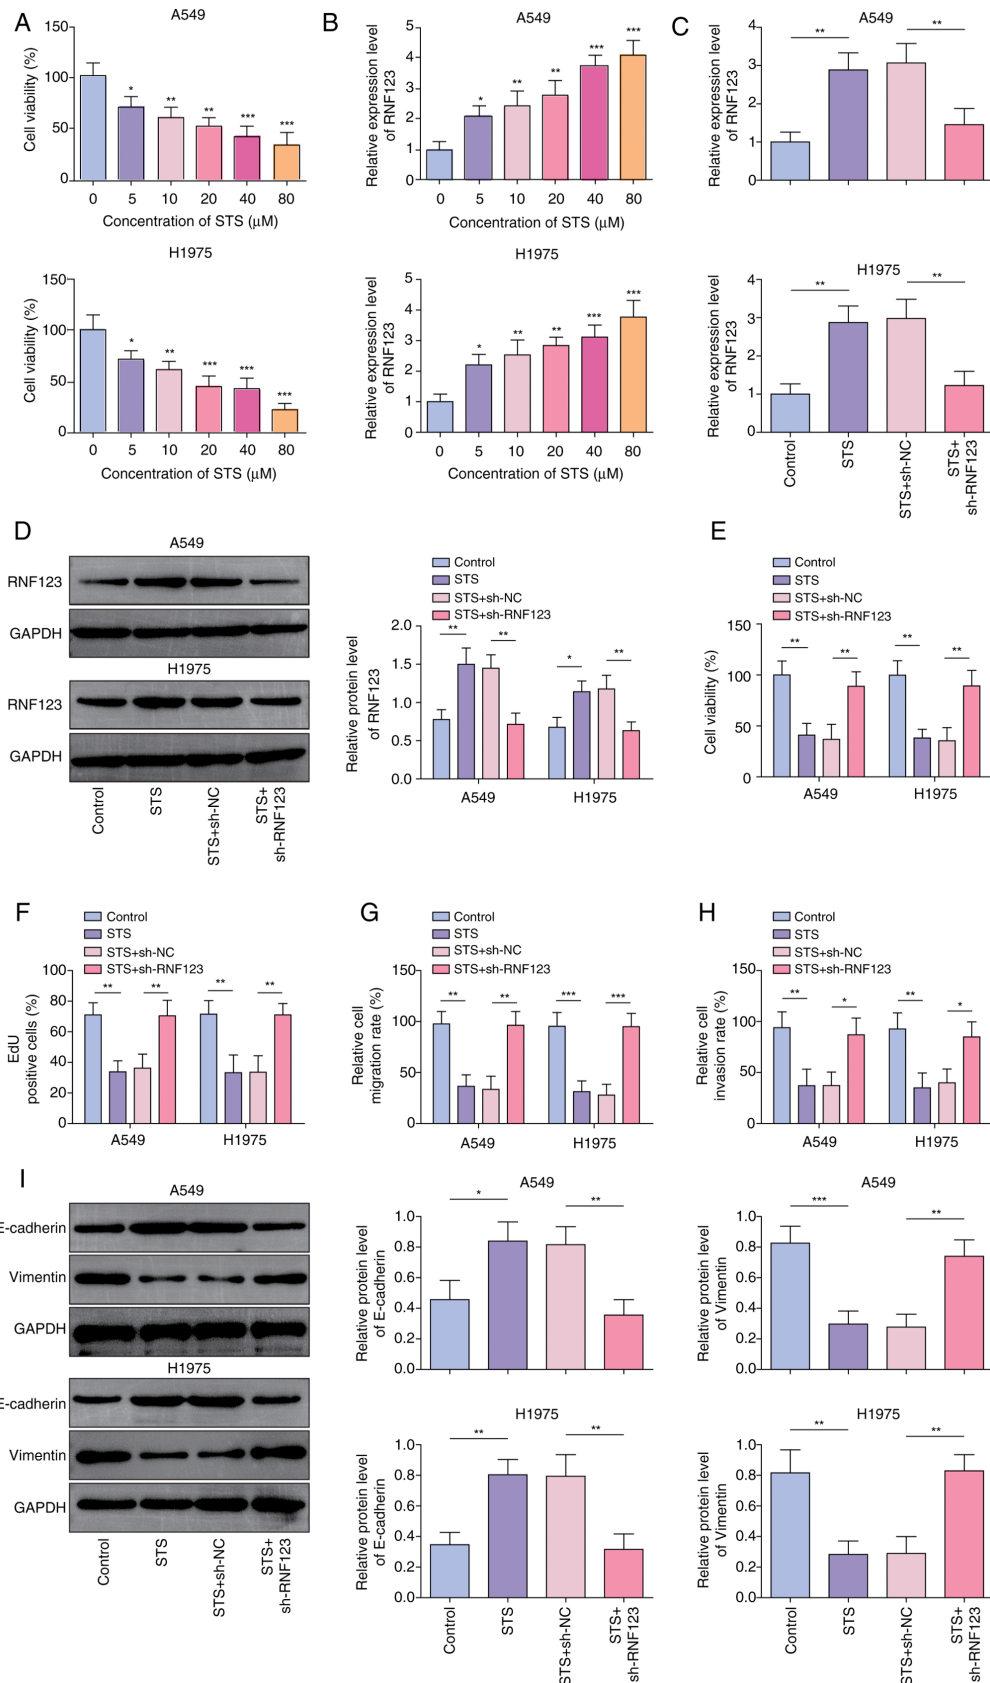 A
A549
Cell viability (%)
150
100
50
0
*
**
**
***
***
0 5 10 20 40 80
Concentration of STS (μM)
H1975
Cell viability (%)
150
100
50
0
*
**
***
***
***
0 5 10 20 40 80
Concentration of STS (μM)
B
A549
Relative expression level
of RNF123
5
4
3
2
1
0
*
**
**
***
***
0 5 10 20 40 80
Concentration of STS (μM)
H1975
Relative expression level
of RNF123
5
4
3
2
1
0
*
**
**
***
***
0 5 10 20 40 80
Concentration of STS (μM)
C
A549
Relative expression level
of RNF123
4
3
2
1
0
**
**
H1975
Relative expression level
of RNF123
4
3
2
1
0
**
**
Control
STS
STS+sh-NC
STS+
sh-RNF123
D
A549
RNF123
GAPDH
H1975
RNF123
GAPDH
Control
STS
STS+sh-NC
STS+
sh-RNF123
Control
STS
STS+sh-NC
STS+sh-RNF123
Relative protein level
of RNF123
2.0
1.5
1.0
0.5
0.0
**
**
*
**
A549 H1975
E
Control
STS
STS+sh-NC
STS+sh-RNF123
Cell viability (%)
150
100
50
0
**
**
**
**
A549 H1975
F
Control
STS
STS+sh-NC
STS+sh-RNF123
EdU
positive cells (%)
100
80
60
40
20
0
**
**
**
**
A549 H1975
G
Control
STS
STS+sh-NC
STS+sh-RNF123
Relative cell
migration rate (%)
150
100
50
0
**
**
***
***
A549 H1975
H
Control
STS
STS+sh-NC
STS+sh-RNF123
Relative cell
invasion rate (%)
150
100
50
0
**
*
**
*
A549 H1975
I
A549
E-cadherin
Vimentin
GAPDH
H1975
E-cadherin
Vimentin
GAPDH
Control
STS
STS+sh-NC
STS+
sh-RNF123
A549
Relative protein level
of E-cadherin
1.0
0.8
0.6
0.4
0.2
0.0
*
**
A549
Relative protein level
of Vimentin
1.0
0.8
0.6
0.4
0.2
0.0
***
**
H1975
Relative protein level
of E-cadherin
1.0
0.8
0.6
0.4
0.2
0.0
**
**
Control
STS
STS+sh-NC
STS+
sh-RNF123
H1975
Relative protein level
of Vimentin
1.0
0.8
0.6
0.4
0.2
0.0
**
**
Control
STS
STS+sh-NC
STS+
sh-RNF123